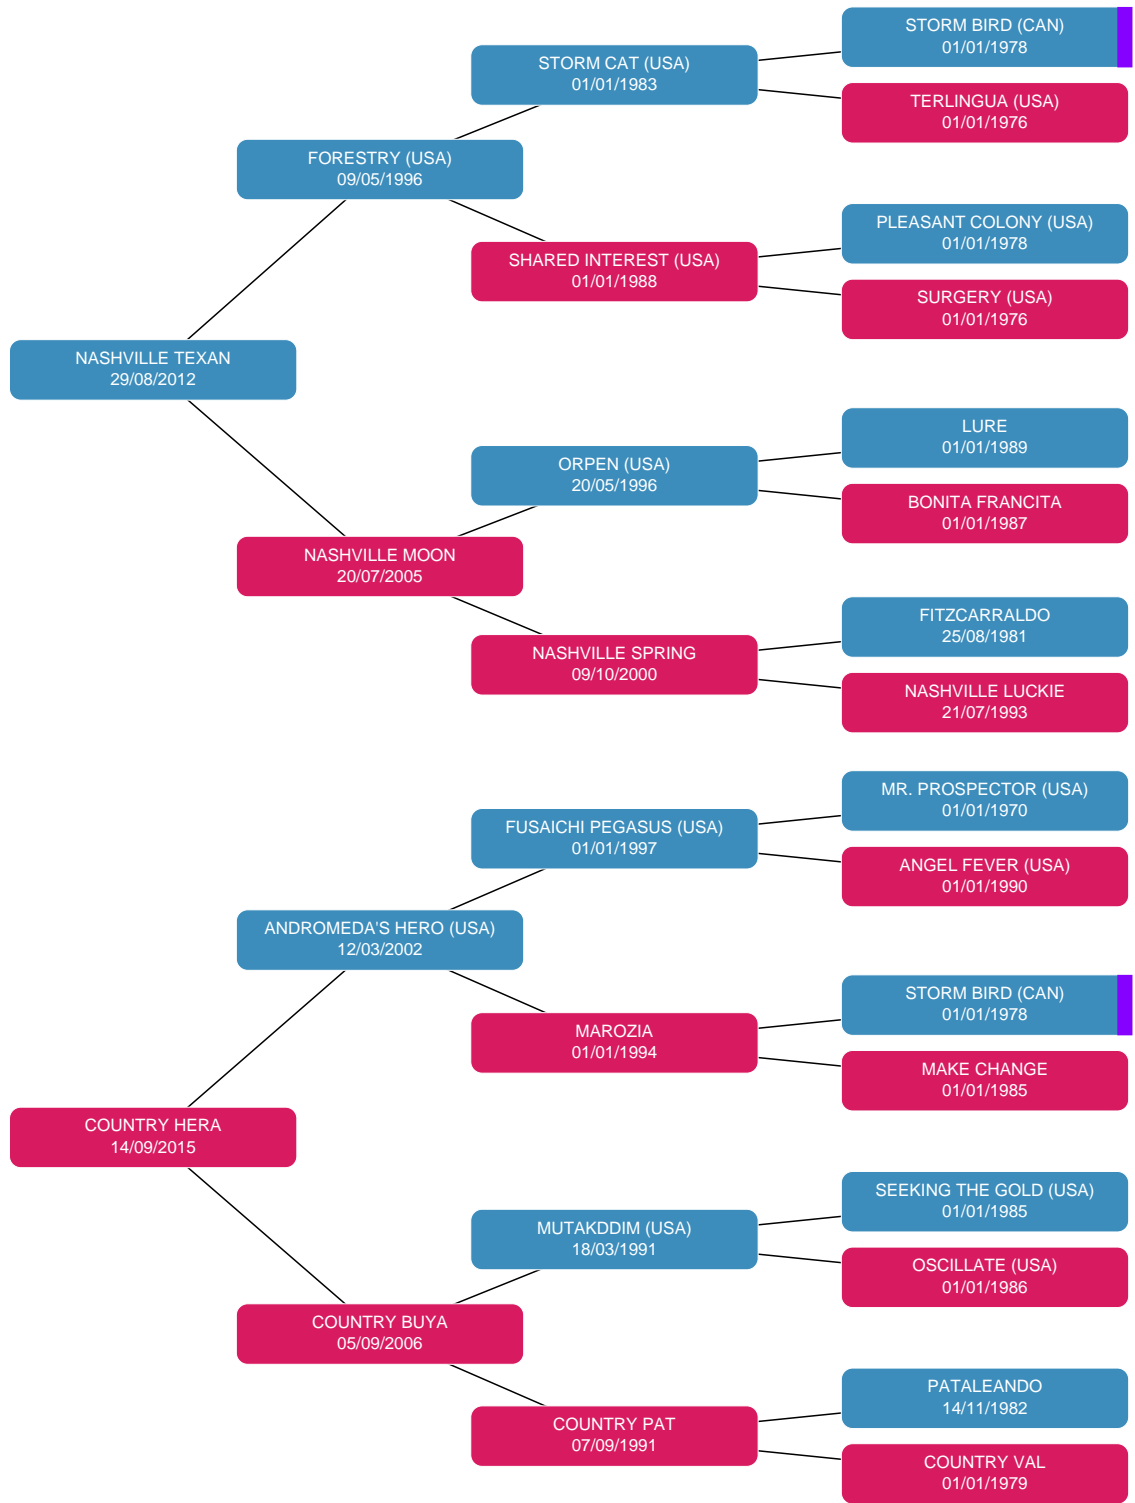 STORM BIRD (CAN)
01/01/1978
STORM CAT (USA)
01/01/1983
TERLINGUA (USA)
01/01/1976
FORESTRY (USA)
09/05/1996
PLEASANT COLONY (USA)
01/01/1978
SHARED INTEREST (USA)
01/01/1988
SURGERY (USA)
01/01/1976
NASHVILLE TEXAN
29/08/2012
LURE
01/01/1989
ORPEN (USA)
20/05/1996
BONITA FRANCITA
01/01/1987
NASHVILLE MOON
20/07/2005
FITZCARRALDO
25/08/1981
NASHVILLE SPRING
09/10/2000
NASHVILLE LUCKIE
21/07/1993
MR. PROSPECTOR (USA)
01/01/1970
FUSAICHI PEGASUS (USA)
01/01/1997
ANGEL FEVER (USA)
01/01/1990
ANDROMEDA'S HERO (USA)
12/03/2002
STORM BIRD (CAN)
01/01/1978
MAROZIA
01/01/1994
MAKE CHANGE
01/01/1985
COUNTRY HERA
14/09/2015
SEEKING THE GOLD (USA)
01/01/1985
MUTAKDDIM (USA)
18/03/1991
OSCILLATE (USA)
01/01/1986
COUNTRY BUYA
05/09/2006
PATALEANDO
14/11/1982
COUNTRY PAT
07/09/1991
COUNTRY VAL
01/01/1979